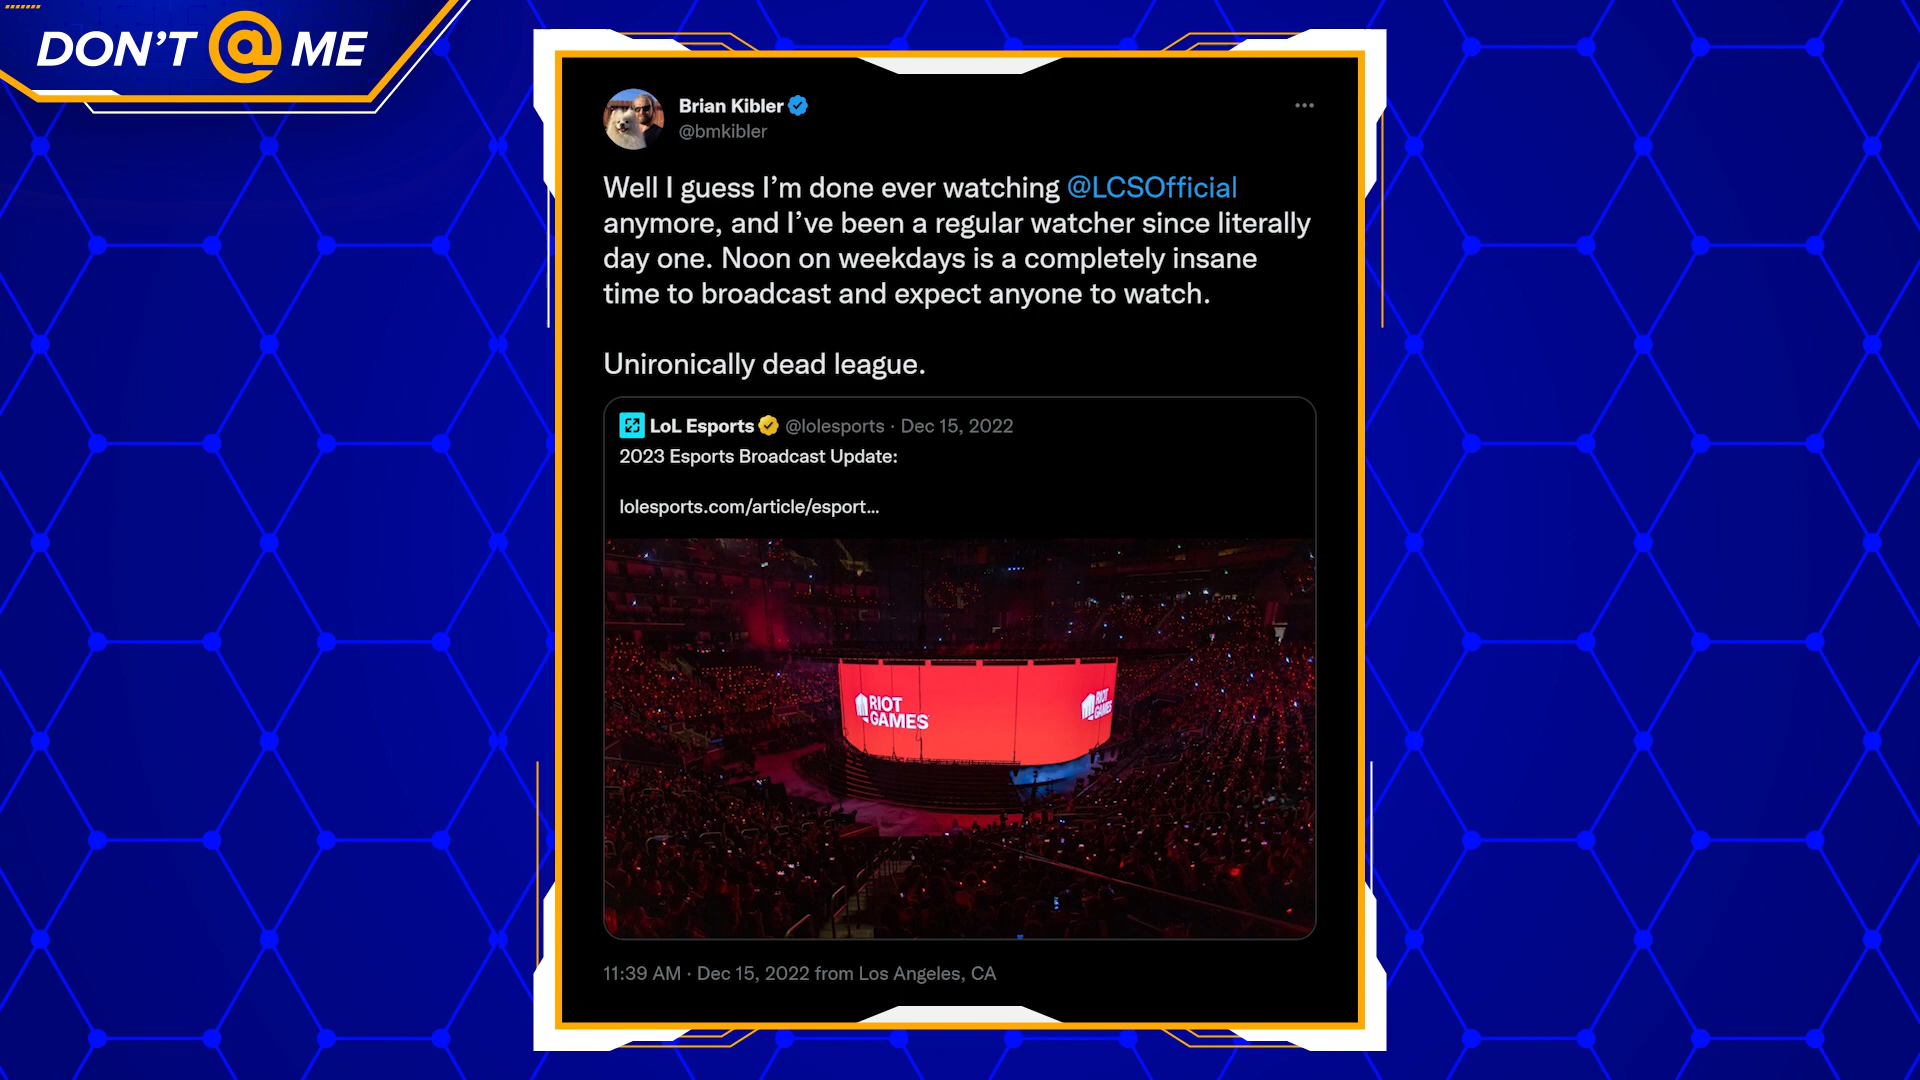 DON'T @ ME
Brian Kibler
@bmkibler
Well I guess I’m done ever watching @LCSOfficial
anymore, and I’ve been a regular watcher since literally
day one. Noon on weekdays is a completely insane
time to broadcast and expect anyone to watch.
Unironically dead league.
LoL Esports @lolesports · Dec 15, 2022
2023 Esports Broadcast Update:
lolesports.com/article/esport...
RIOT
GAMES
RIOT
GAMES
11:39 AM · Dec 15, 2022 from Los Angeles, CA